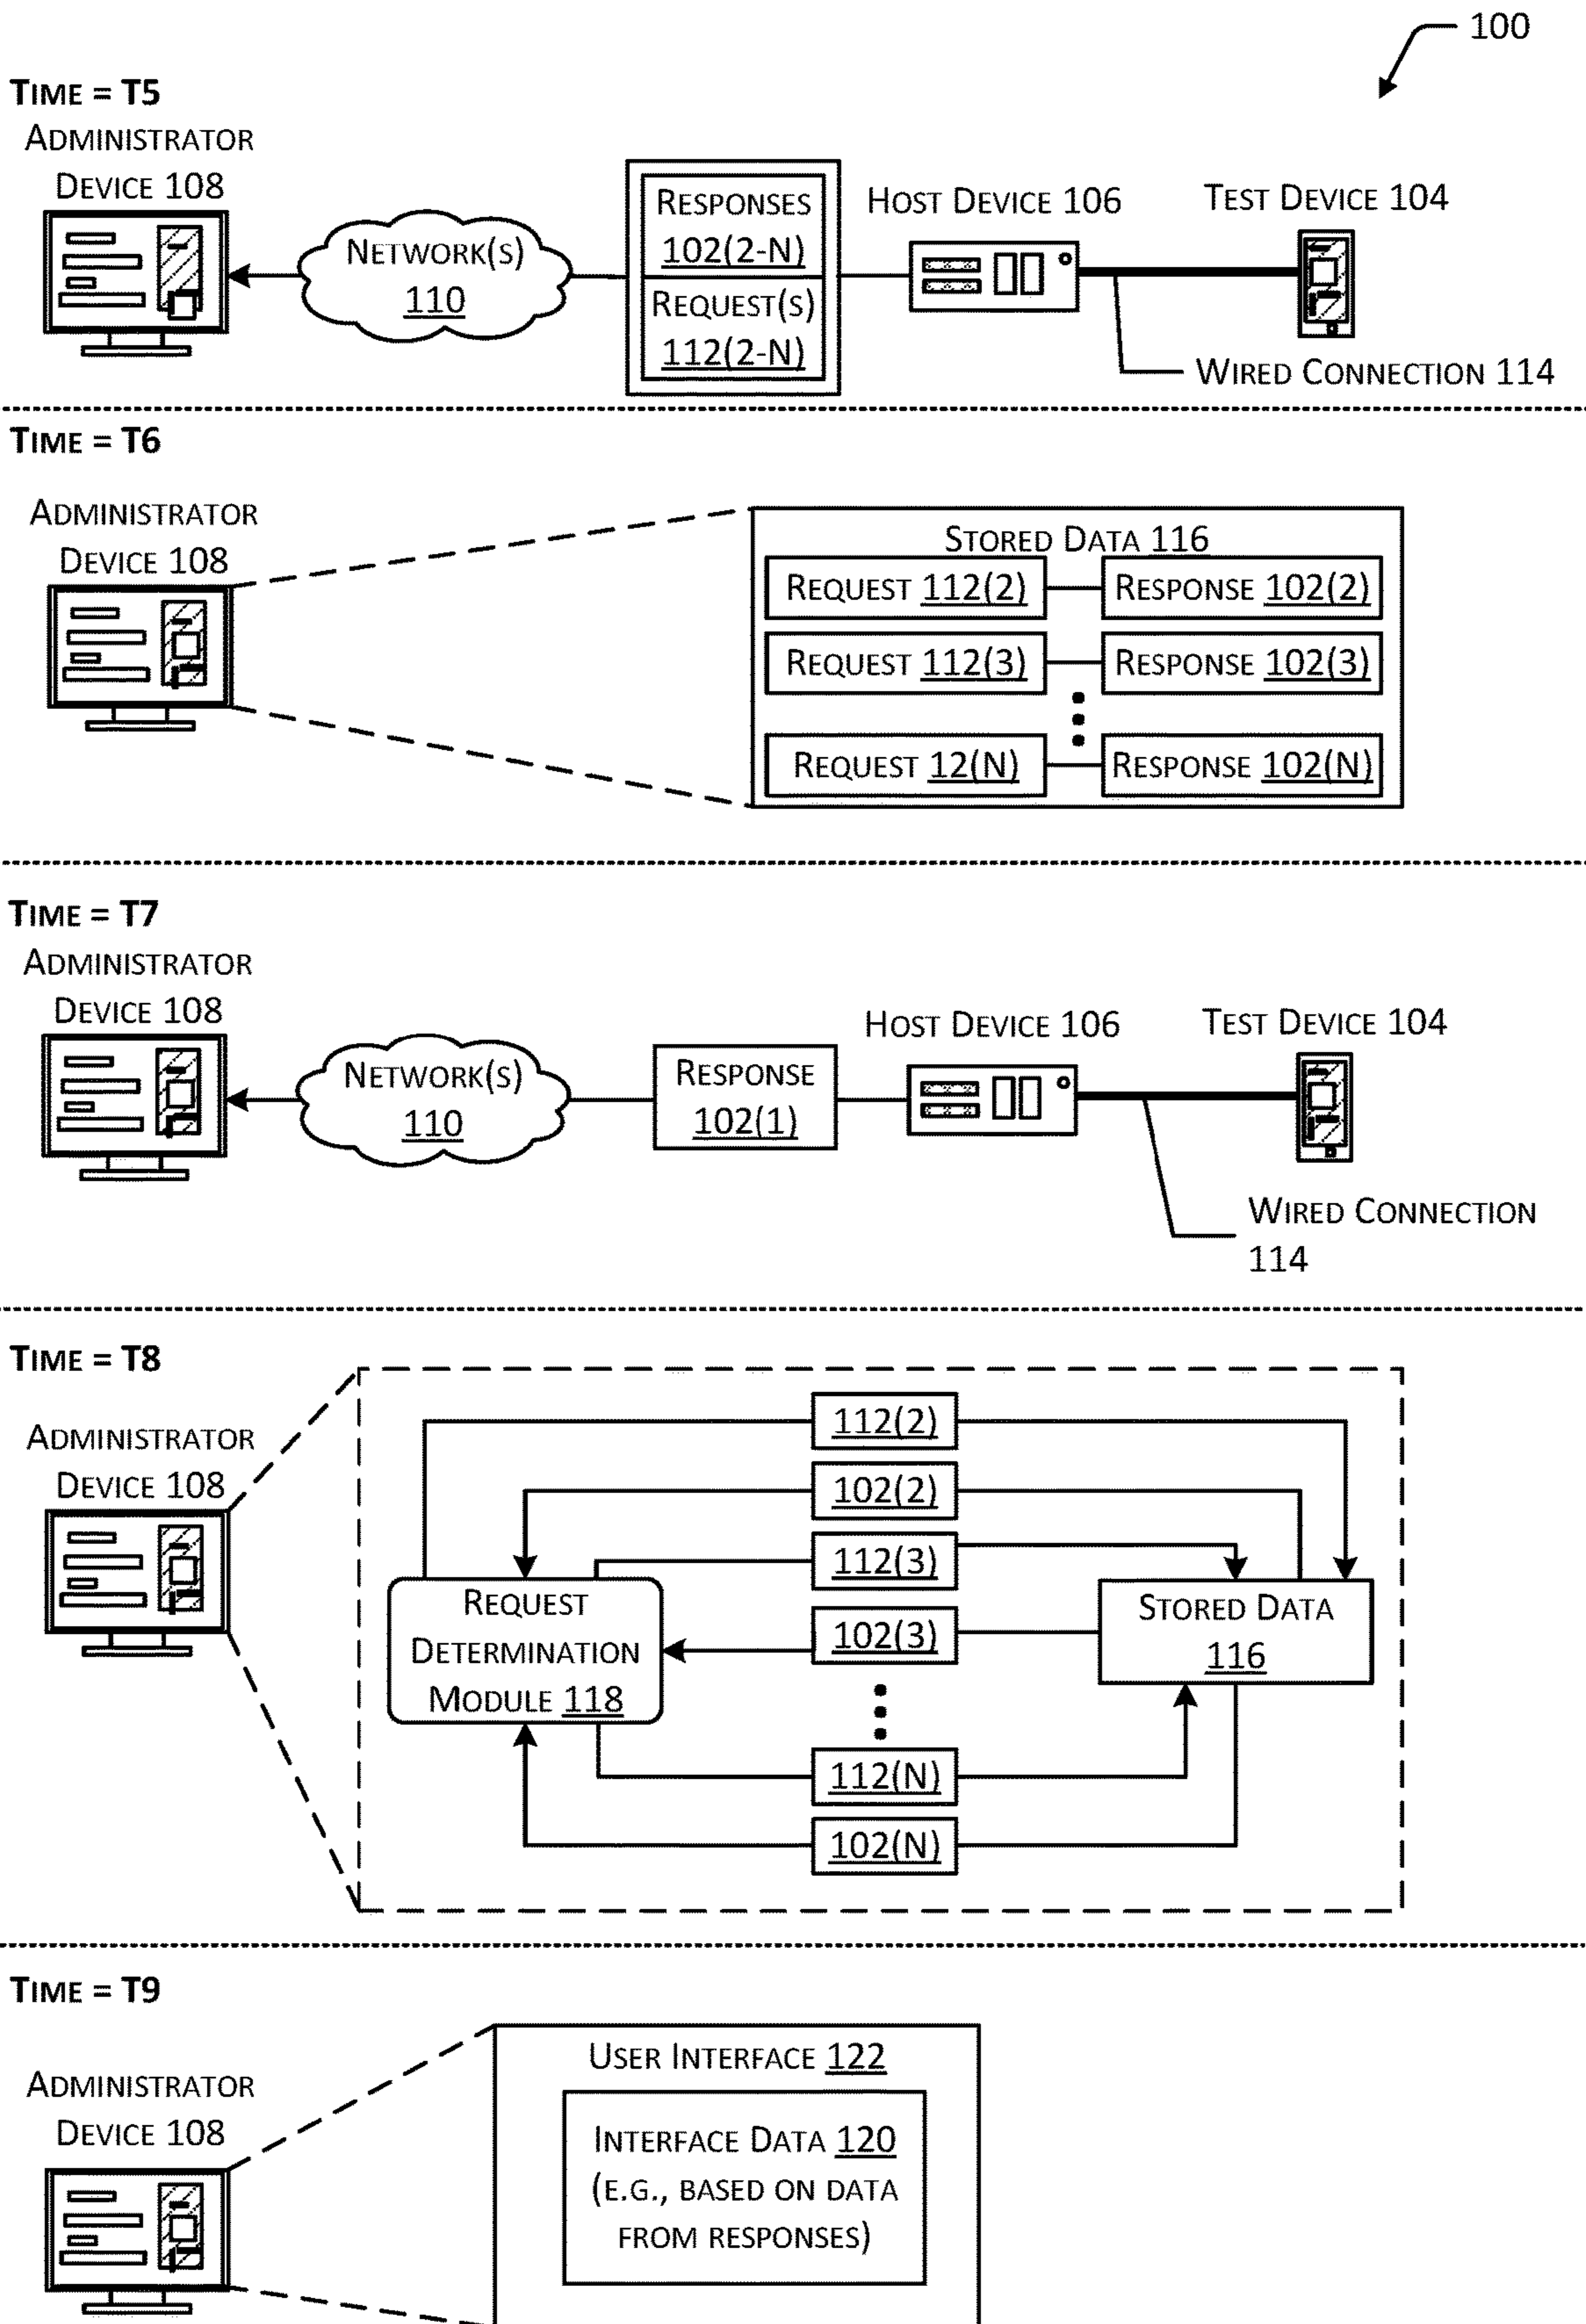 100
TIME = T5
ADMINISTRATOR
DEVICE 108
NETWORK(S)
110
RESPONSES
102(2-N)
REQUEST(S)
112(2-N)
HOST DEVICE 106
TEST DEVICE 104
WIRED CONNECTION 114
TIME = T6
ADMINISTRATOR
DEVICE 108
STORED DATA 116
REQUEST 112(2)
RESPONSE 102(2)
REQUEST 112(3)
RESPONSE 102(3)
REQUEST 12(N)
RESPONSE 102(N)
TIME = T7
ADMINISTRATOR
DEVICE 108
NETWORK(S)
110
RESPONSE
102(1)
HOST DEVICE 106
TEST DEVICE 104
WIRED CONNECTION
114
TIME = T8
ADMINISTRATOR
DEVICE 108
112(2)
102(2)
112(3)
102(3)
112(N)
102(N)
REQUEST
DETERMINATION
MODULE 118
STORED DATA
116
TIME = T9
ADMINISTRATOR
DEVICE 108
USER INTERFACE 122
INTERFACE DATA 120
(E.G., BASED ON DATA
FROM RESPONSES)